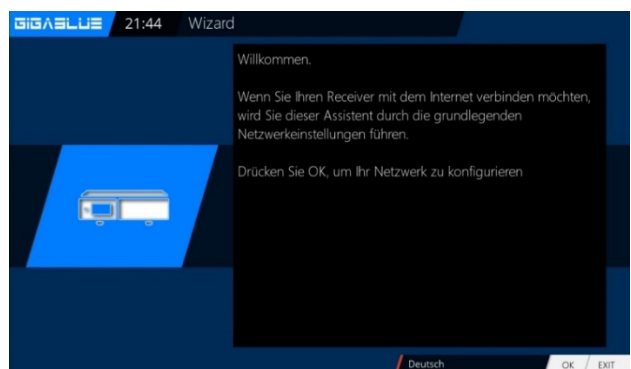 GIGABLUE 21:44 Wizard
Willkommen.
Wenn Sie Ihren Receiver mit dem Internet verbinden möchten,
wird Sie dieser Assistent durch die grundlegenden
Netzwerkeinstellungen führen.
Drücken Sie OK, um Ihr Netzwerk zu konfigurieren
Deutsch OK EXIT